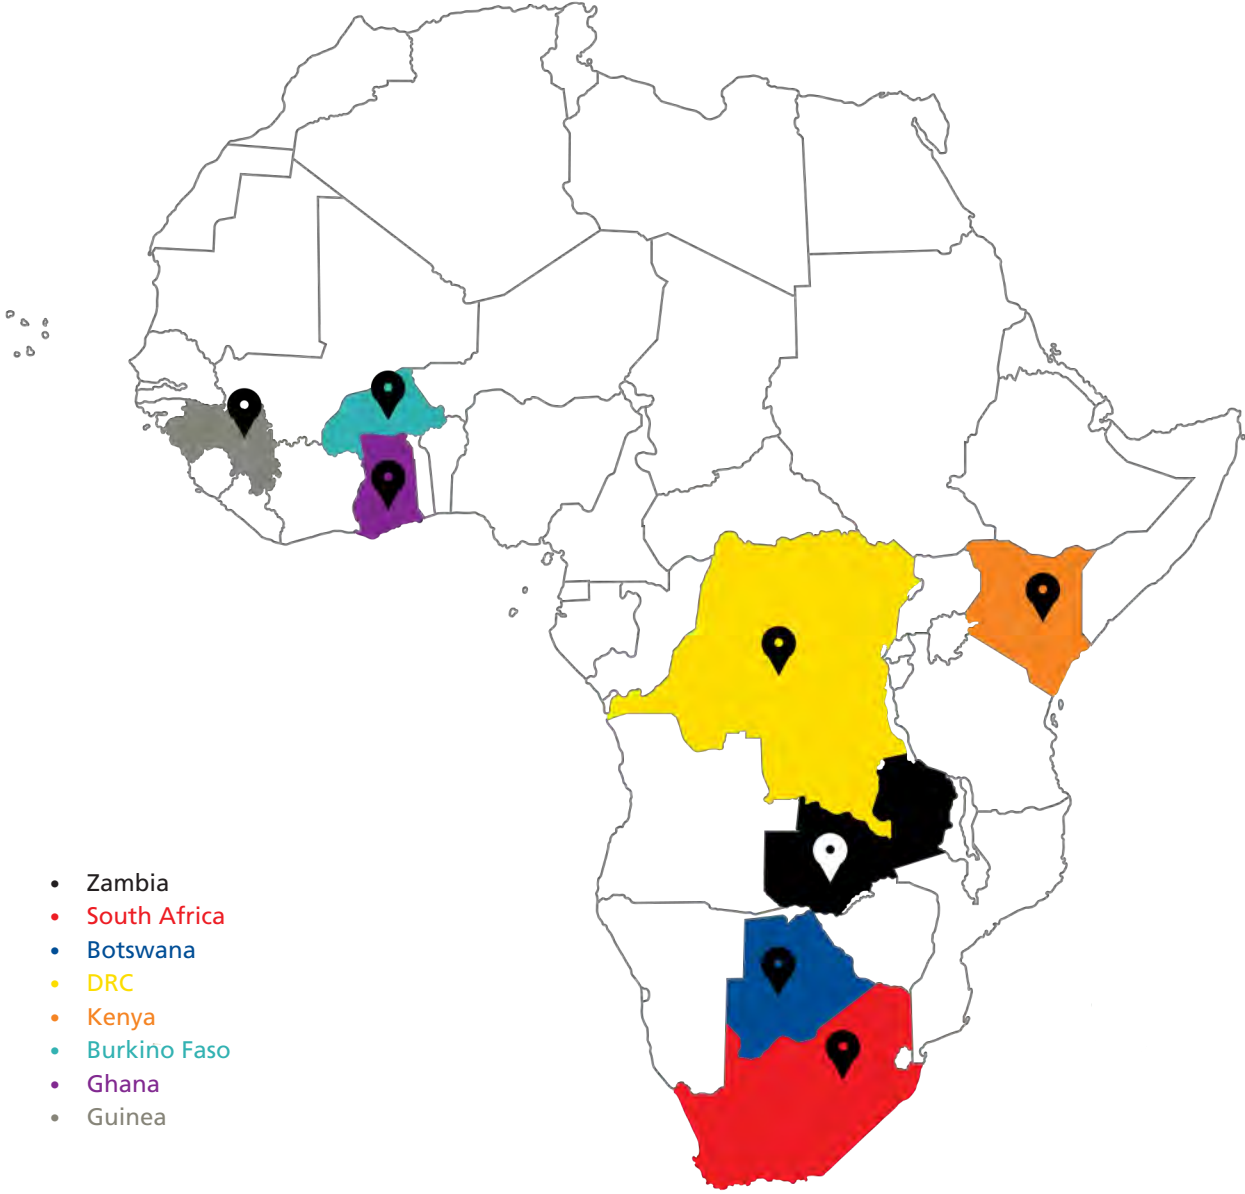 • Zambia
• South Africa
• Botswana
• DRC
• Kenya
• Burkino Faso
• Ghana
• Guinea